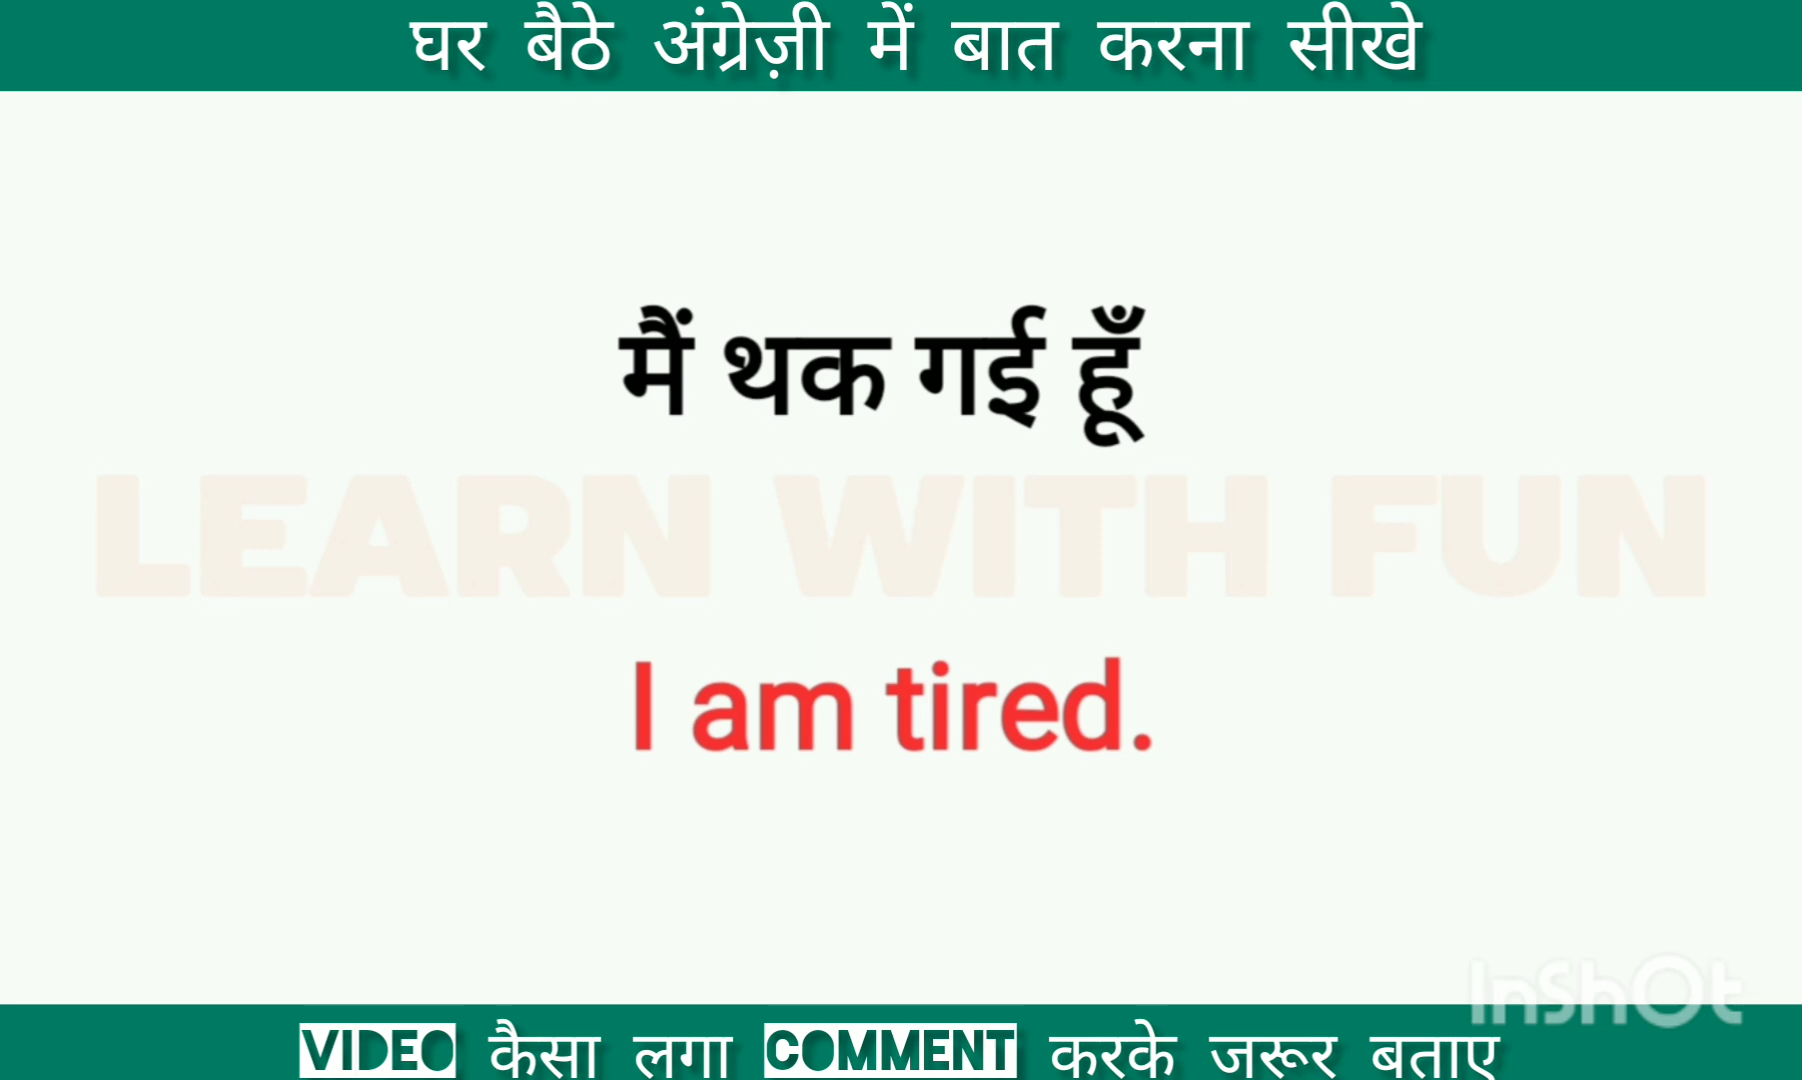 घर बैठे अंग्रेज़ी में बात करना सीखे
मैं थक गई हूँ
LEARN WITH FUN
I am tired.
InShOt
VIDEO कैसा लगा COMMENT करके जरूर बताए